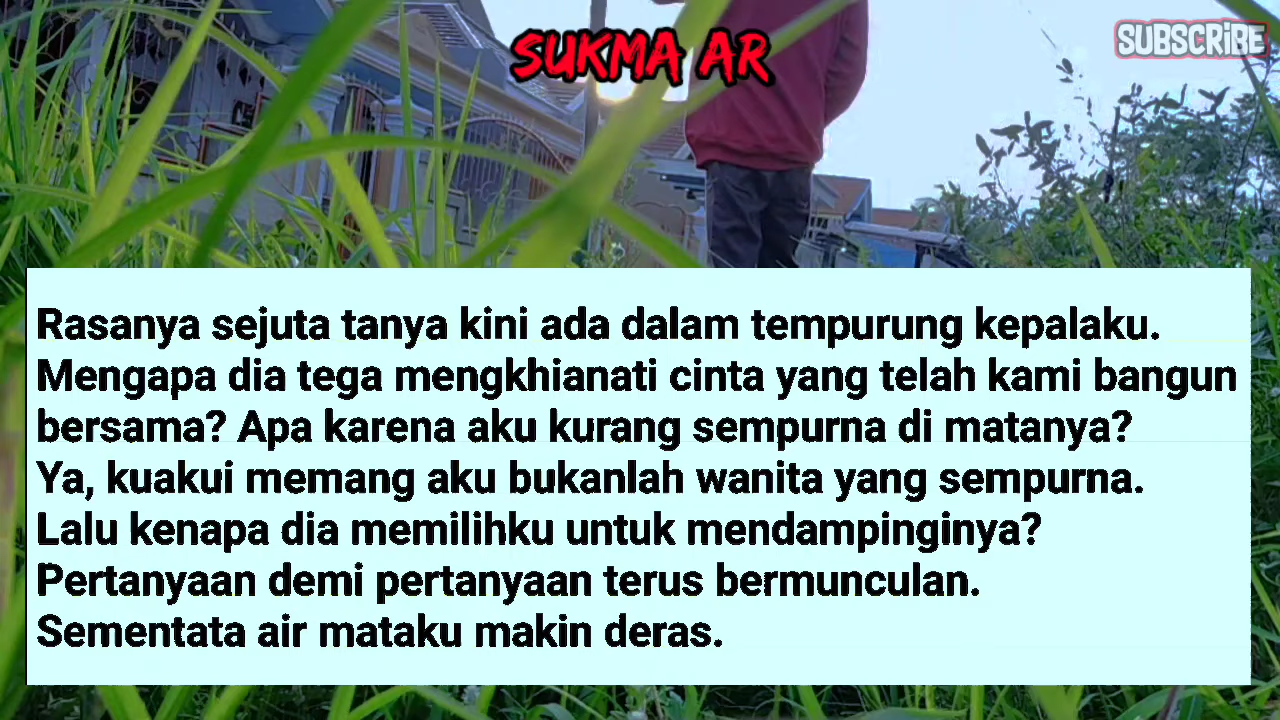 SUKMA AR
SUBSCRIBE
Rasanya sejuta tanya kini ada dalam tempurung kepalaku.
Mengapa dia tega mengkhianati cinta yang telah kami bangun
bersama? Apa karena aku kurang sempurna di matanya?
Ya, kuakui memang aku bukanlah wanita yang sempurna.
Lalu kenapa dia memilihku untuk mendampinginya?
Pertanyaan demi pertanyaan terus bermunculan.
Sementata air mataku makin deras.